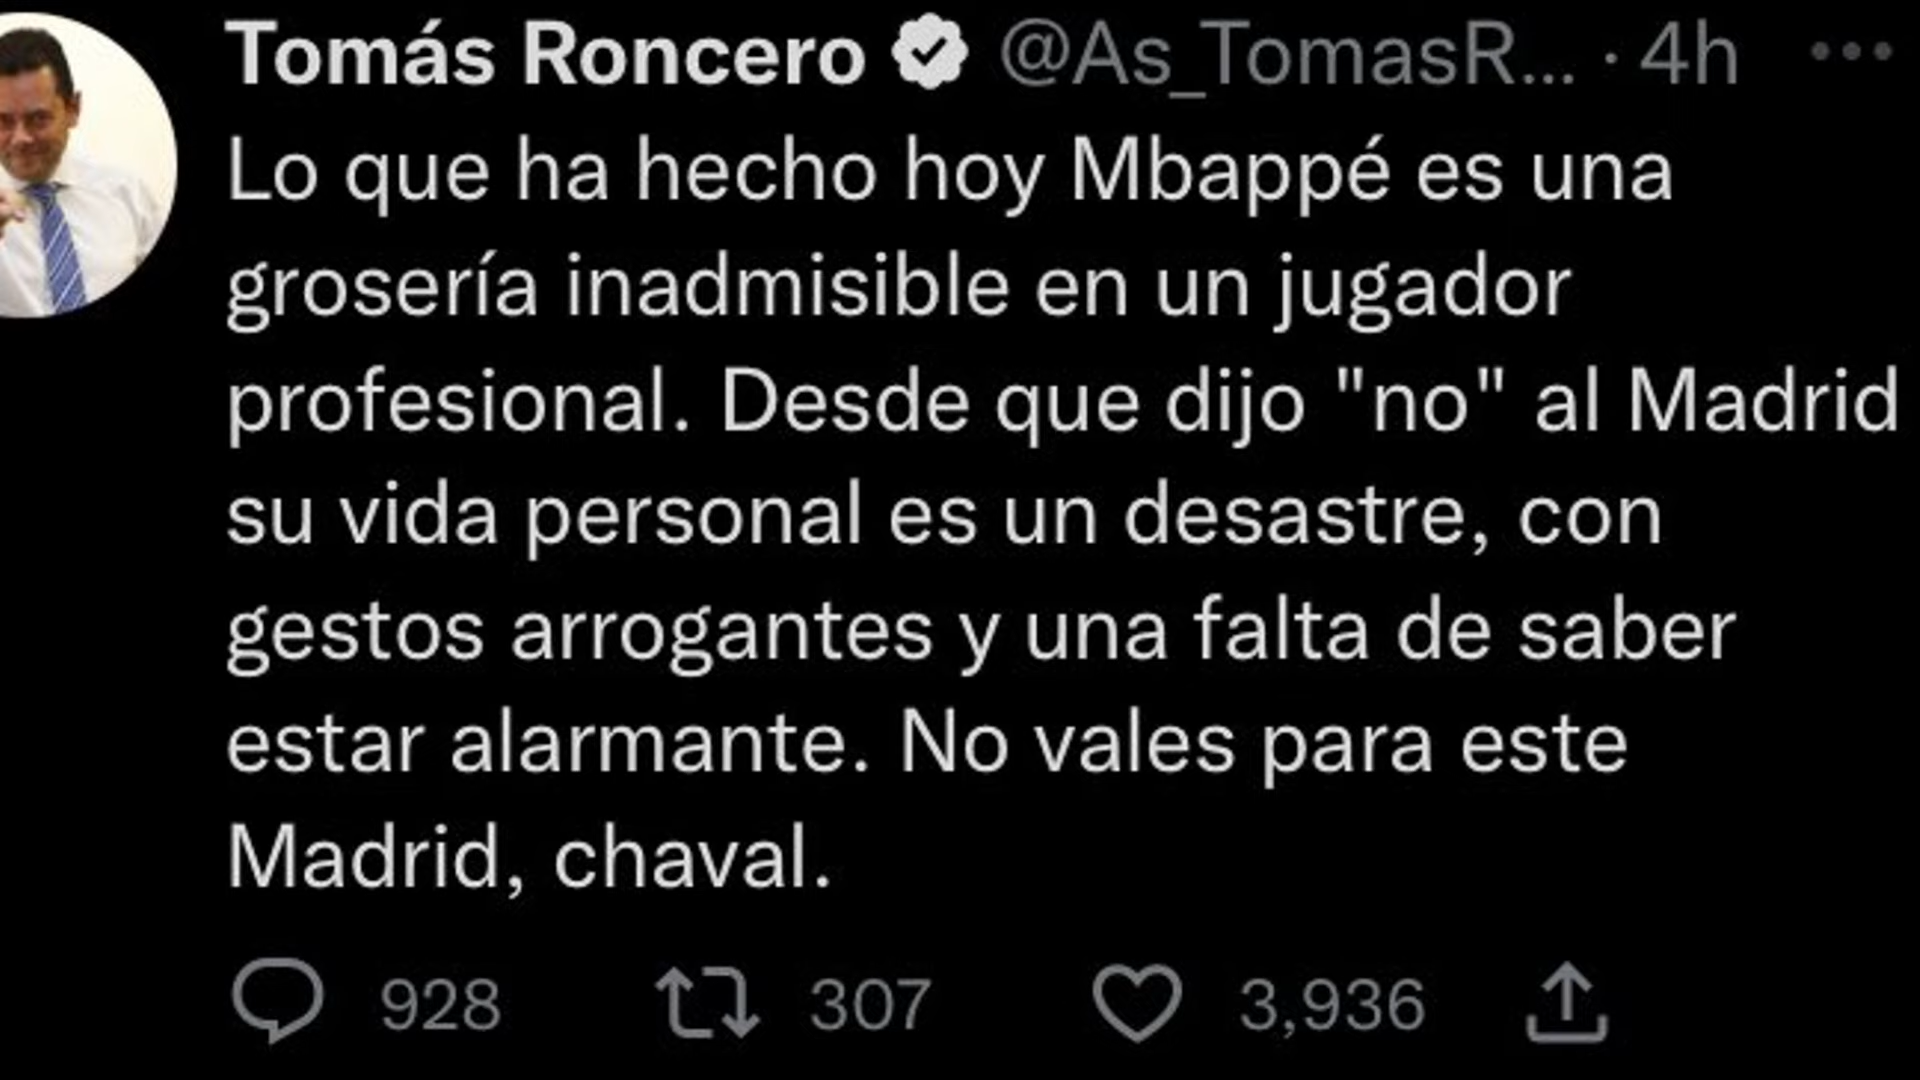 Tomás Roncero @As_TomasR... · 4h
Lo que ha hecho hoy Mbappé es una
grosería inadmisible en un jugador
profesional. Desde que dijo "no" al Madrid
su vida personal es un desastre, con
gestos arrogantes y una falta de saber
estar alarmante. No vales para este
Madrid, chaval.
928 307 3,936